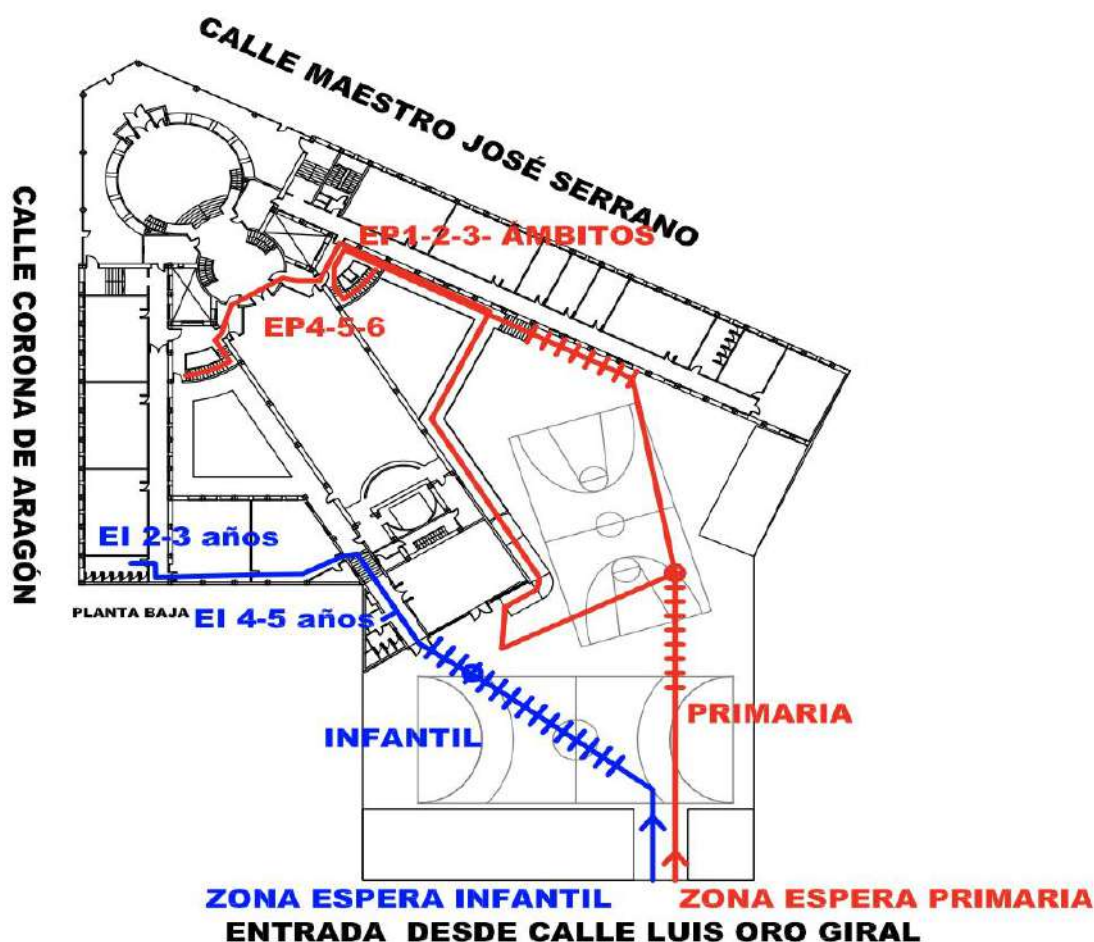 CALLE MAESTRO JOSÉ SERRANO
CALLE CORONA DE ARAGÓN
EP1-2-3- ÁMBITOS
EP4-5-6
EI 2-3 años
PLANTA BAJA
EI 4-5 años
PRIMARIA
INFANTIL
ZONA ESPERA INFANTIL
ZONA ESPERA PRIMARIA
ENTRADA DESDE CALLE LUIS ORO GIRAL